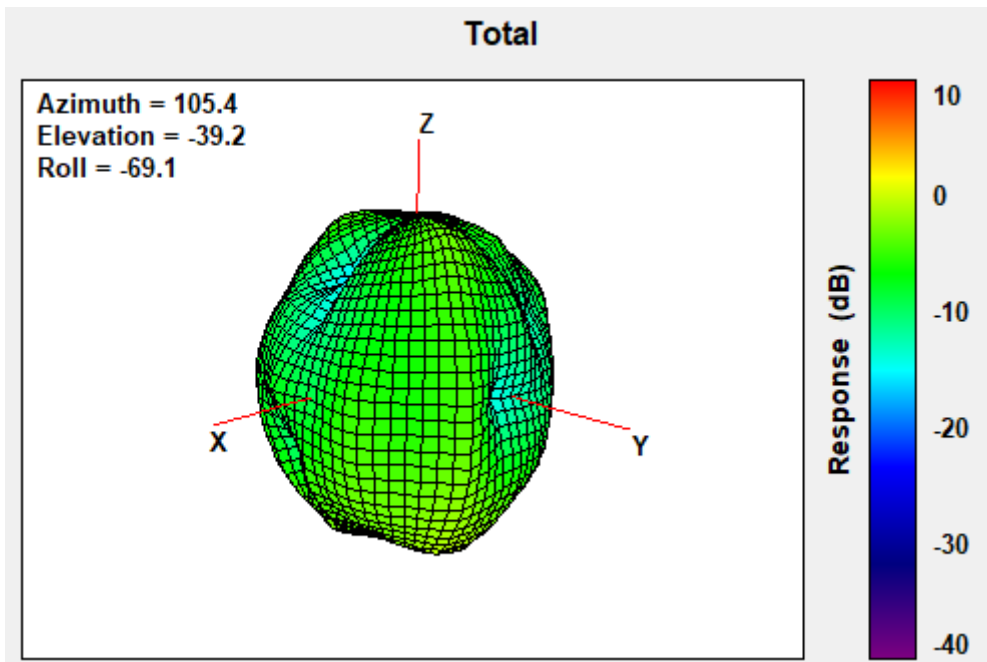 Total
Azimuth = 105.4
Elevation = -39.2
Roll = -69.1
Z
X
Y
10
0
-10
-20
-30
-40
Response (dB)